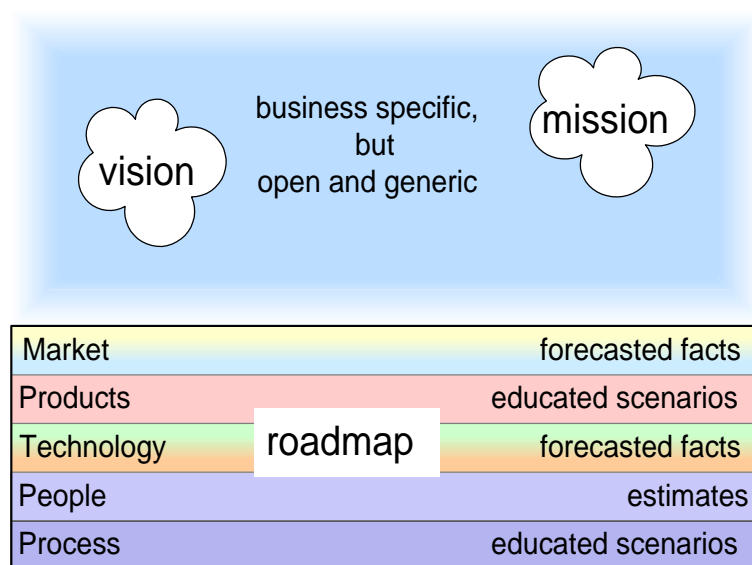 vision
business specific,
but
open and generic
mission
Market forecasted facts
Products educated scenarios
roadmap
Technology forecasted facts
People estimates
Process educated scenarios